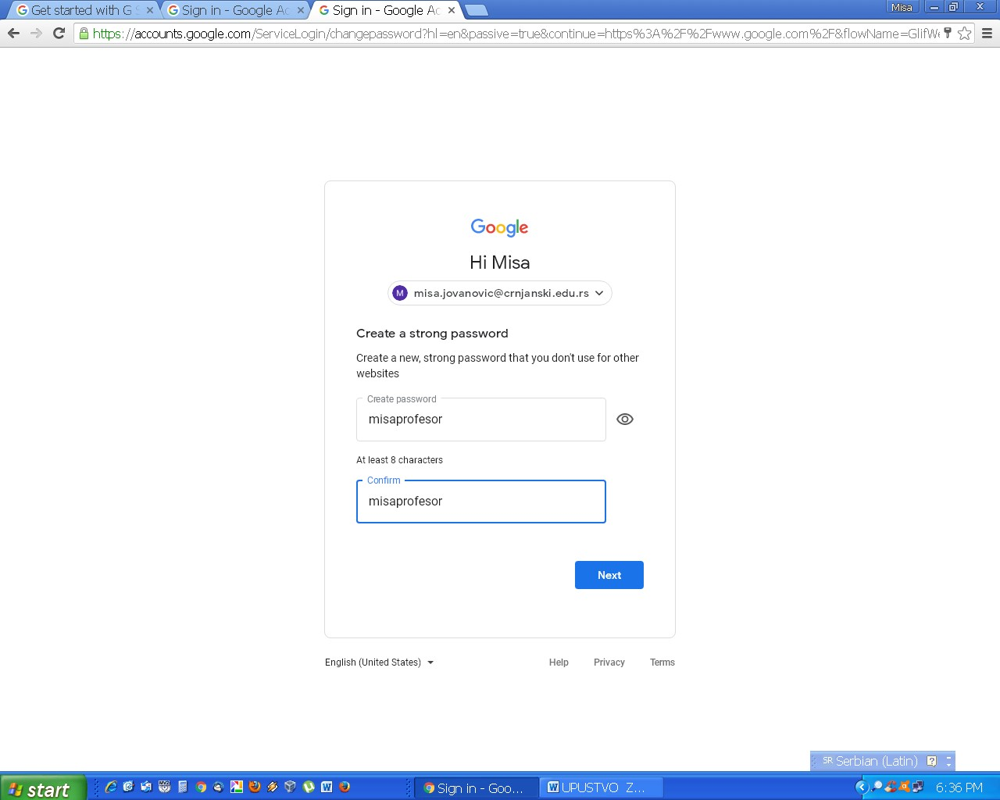 Get started with G S
Sign in - Google Ac
Sign in - Google Ac
Misa
https://accounts.google.com/ServiceLogin/changepassword?hl=en&passive=true&continue=https%3A%2F%2Fwww.google.com%2F&flowName=GlifWe
Google
Hi Misa
M misa.jovanovic@crnjanski.edu.rs
Create a strong password
Create a new, strong password that you don't use for other
websites
Create password
misaprofesor
At least 8 characters
Confirm
misaprofesor
Next
English (United States) Help Privacy Terms
SR Serbian (Latin)
start Sign in - Goo... UPUSTVO Z... 6:36 PM